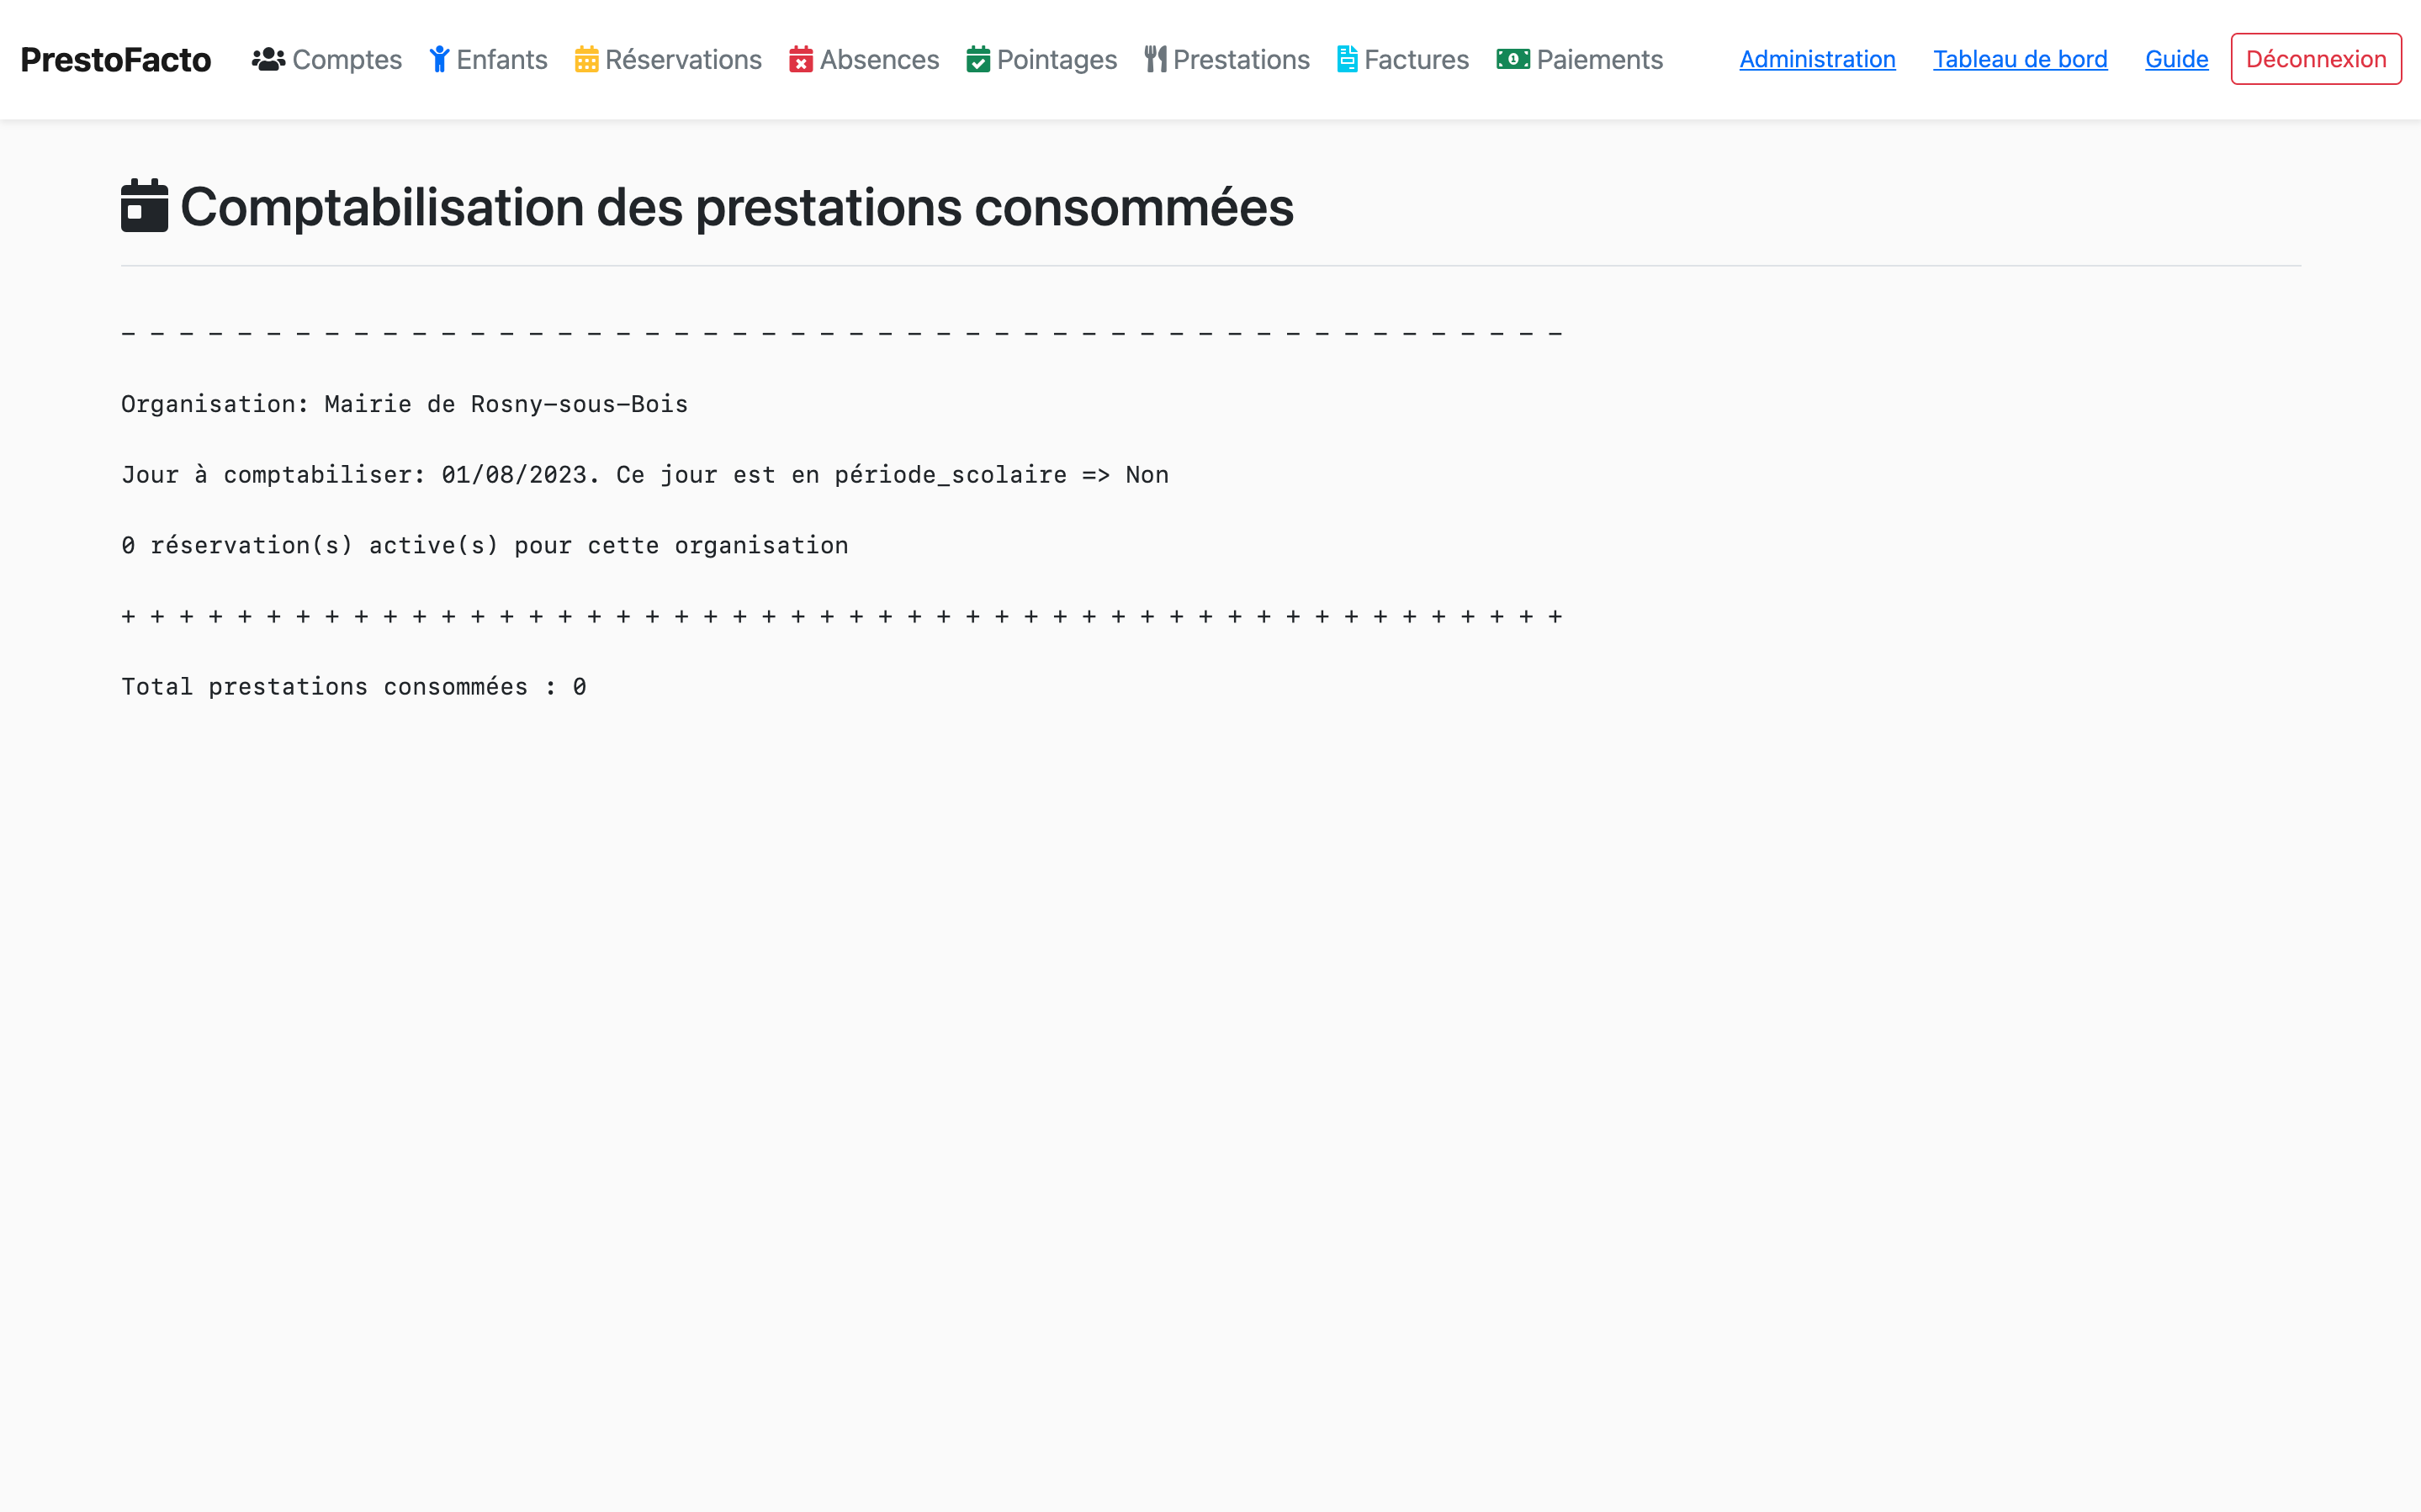 PrestoFacto Comptes Enfants Réservations Absences Pointages Prestations Factures Paiements Administration Tableau de bord Guide Déconnexion
Comptabilisation des prestations consommées
- - - - - - - - - - - - - - - - - - - - - - - - - - - - - - - - - - - - - - - - - - - - - - - - - -
Organisation: Mairie de Rosny-sous-Bois
Jour à comptabiliser: 01/08/2023. Ce jour est en période_scolaire => Non
0 réservation(s) active(s) pour cette organisation
+ + + + + + + + + + + + + + + + + + + + + + + + + + + + + + + + + + + + + + + + + + + + + + + + + +
Total prestations consommées : 0